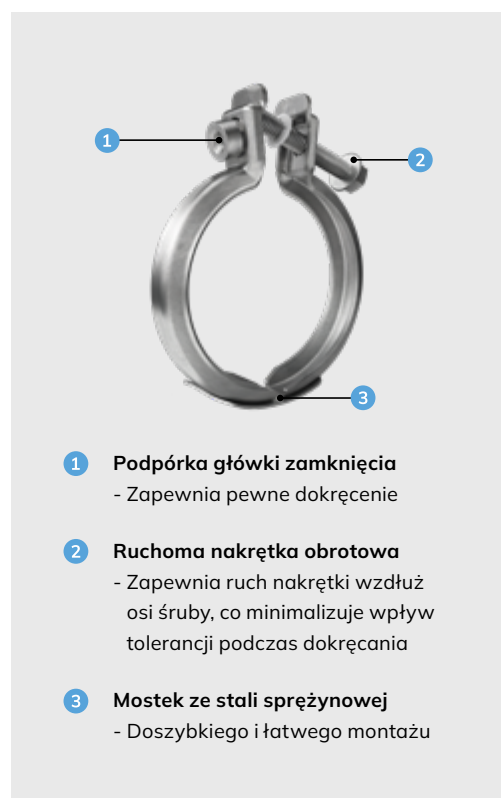 1
2
3
1 Podpórka główki zamknięcia
- Zapewnia pewne dokręcenie
2 Ruchoma nakrętka obrotowa
- Zapewnia ruch nakrętki wzdłuż
osi śruby, co minimalizuje wpływ
tolerancji podczas dokręcania
3 Mostek ze stali sprężynowej
- Doszybkiego i łatwego montażu